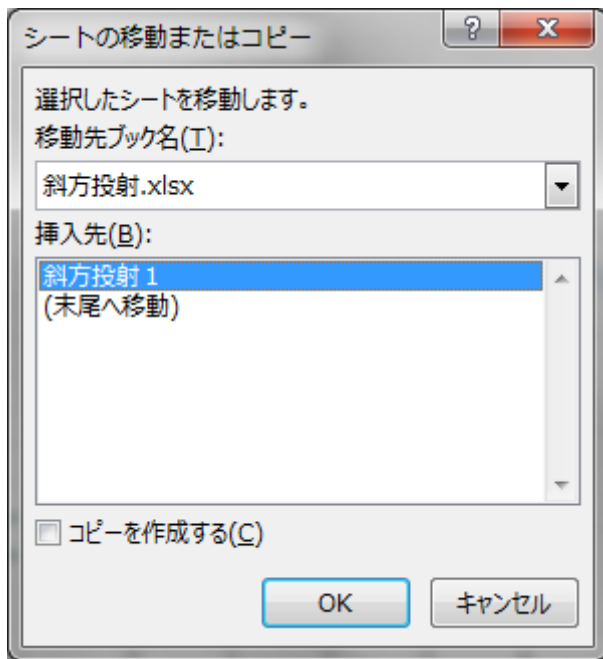 シートの移動またはコピー
選択したシートを移動します。
移動先ブック名(T):
斜方投射.xlsx
挿入先(B):
斜方投射１
(末尾へ移動)
コピーを作成する(C)
OK キャンセル